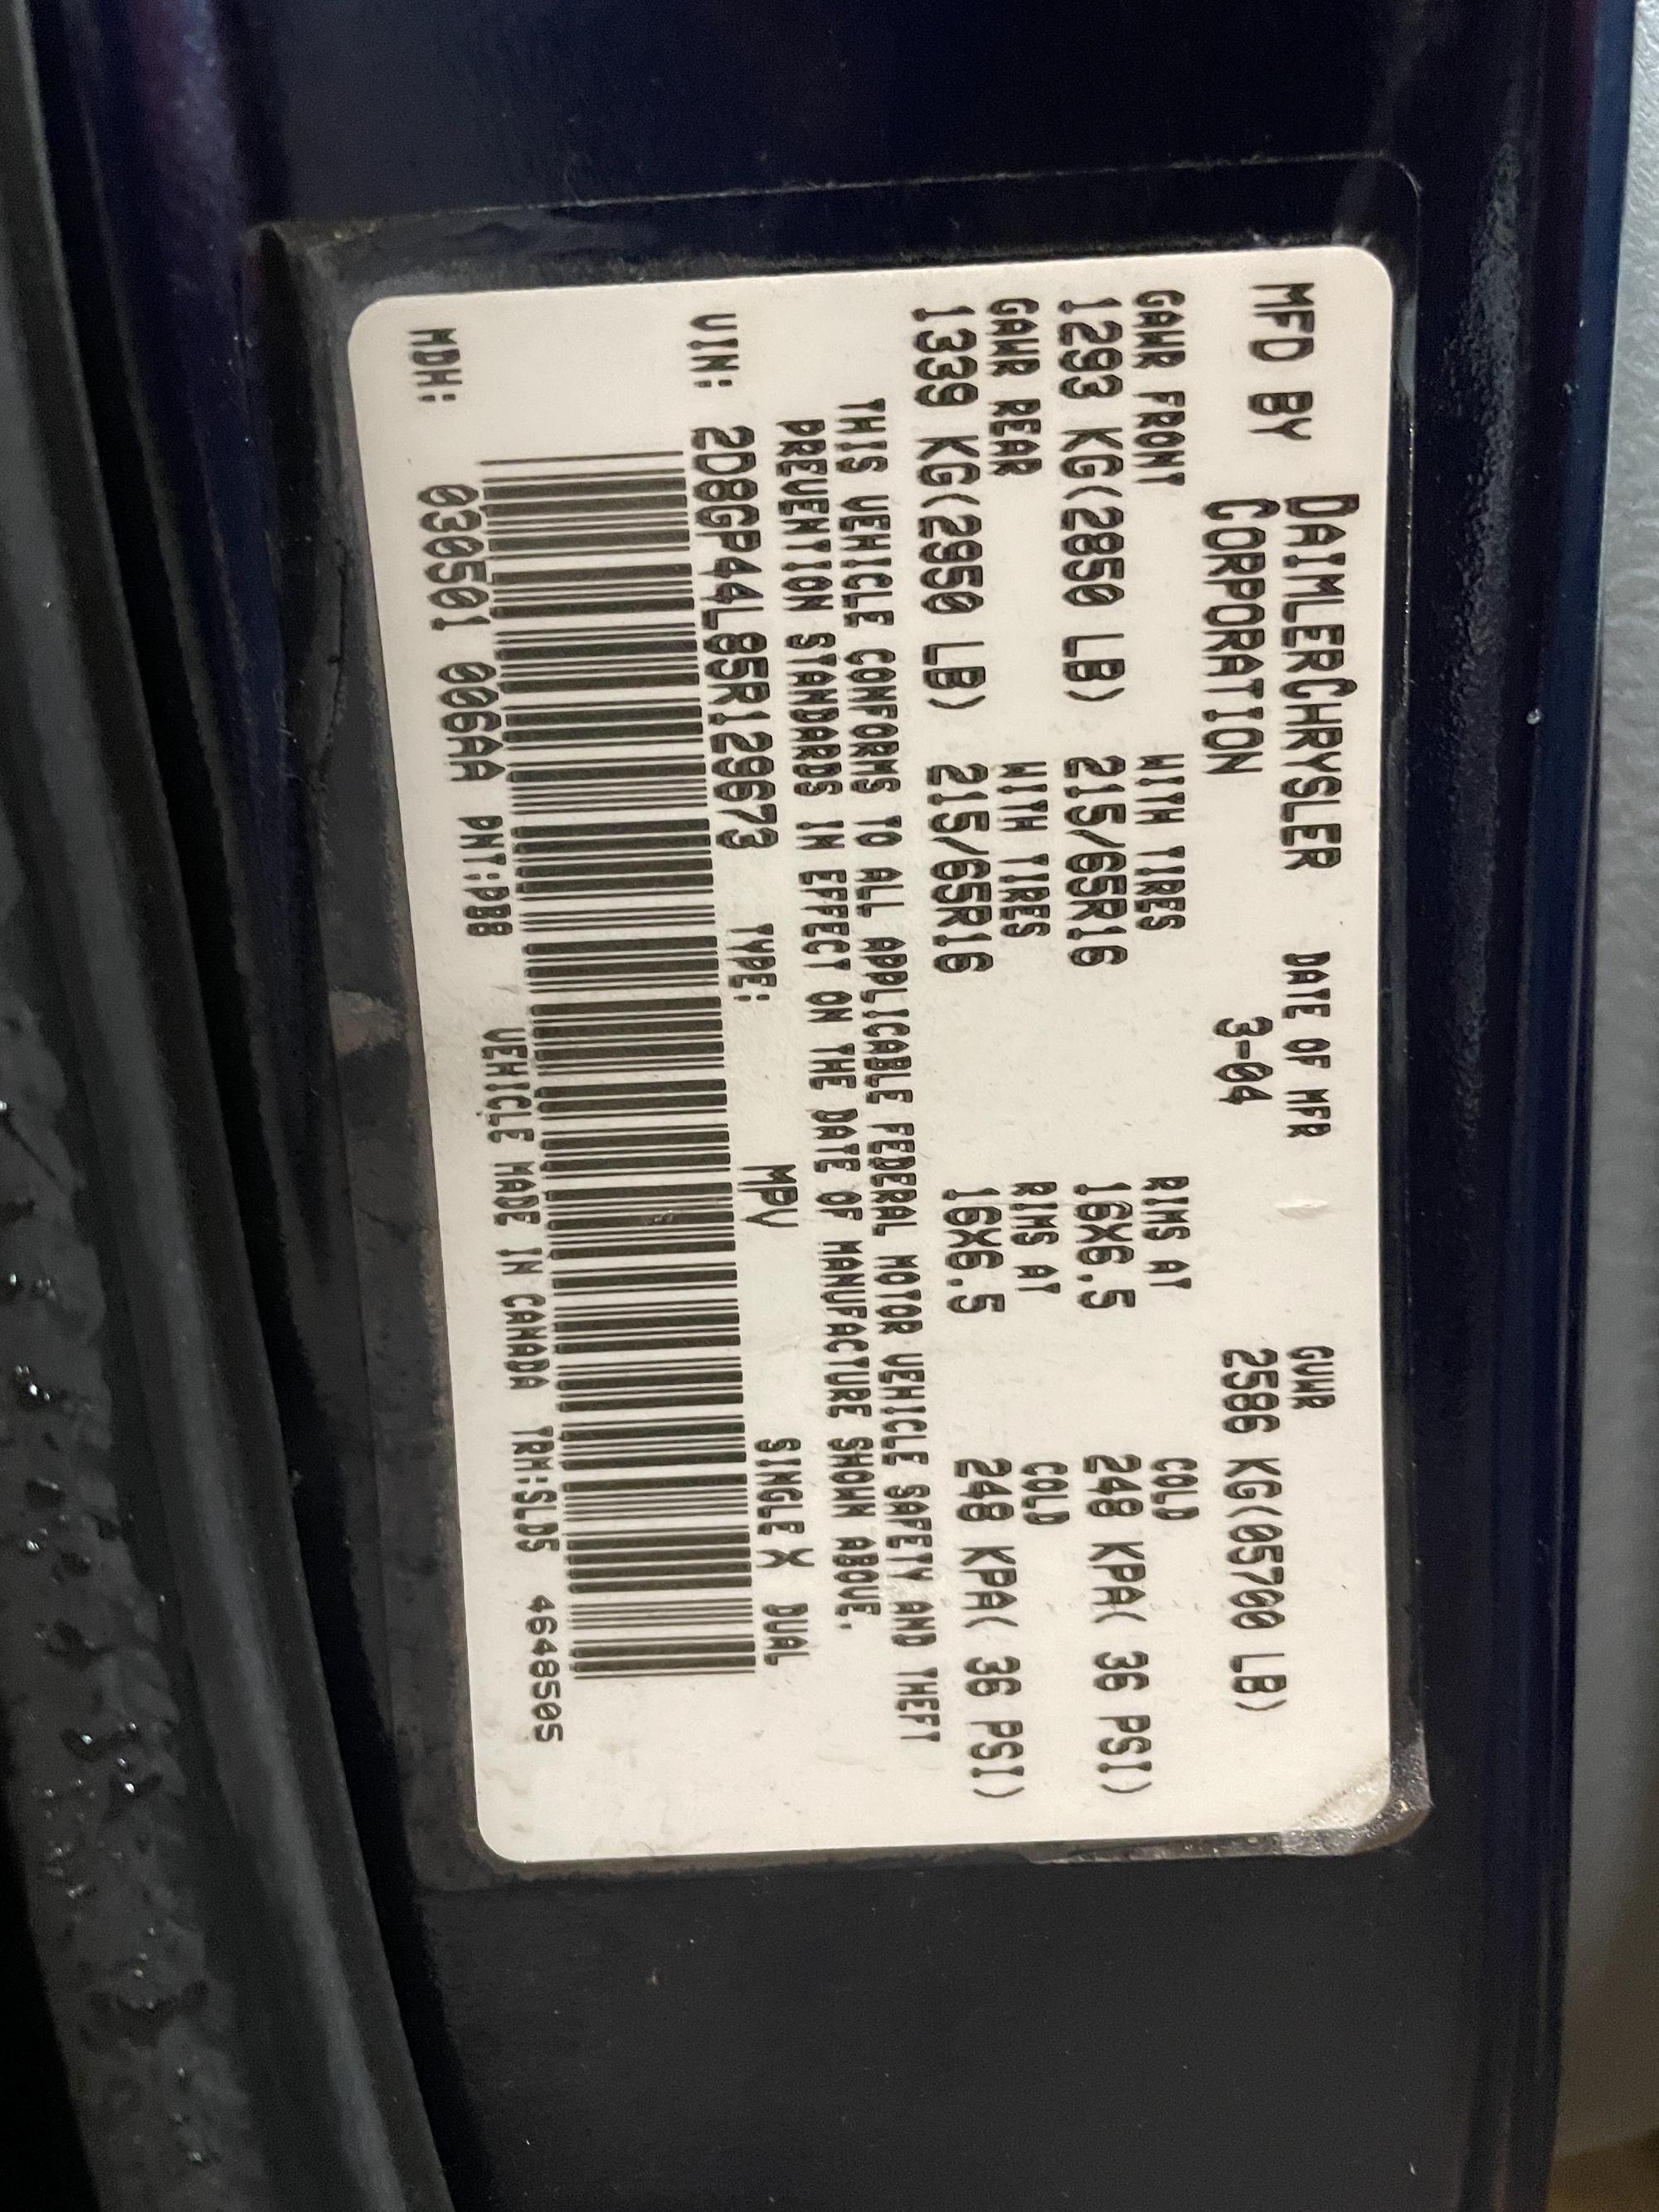 MFD BY DAIMLERCHRYSLER CORPORATION DATE OF MFR 3-04 GVWR 2586 KG(05700 LB)
GAWR FRONT WITH TIRES RIMS AT COLD
1293 KG(2850 LB) 215/65R16 16X6.5 248 KPA( 36 PSI)
GAWR REAR WITH TIRES RIMS AT COLD
1339 KG(2950 LB) 215/65R16 16X6.5 248 KPA( 36 PSI)
THIS VEHICLE CONFORMS TO ALL APPLICABLE FEDERAL MOTOR VEHICLE SAFETY AND THEFT
PREVENTION STANDARDS IN EFFECT ON THE DATE OF MANUFACTURE SHOWN ABOVE.
VIN: 2D8GP44L85R129673 TYPE: MPV SINGLE X DUAL
MDH: 030501 006AA PNT:PBB VEHICLE MADE IN CANADA TRM:SLD5 4648505